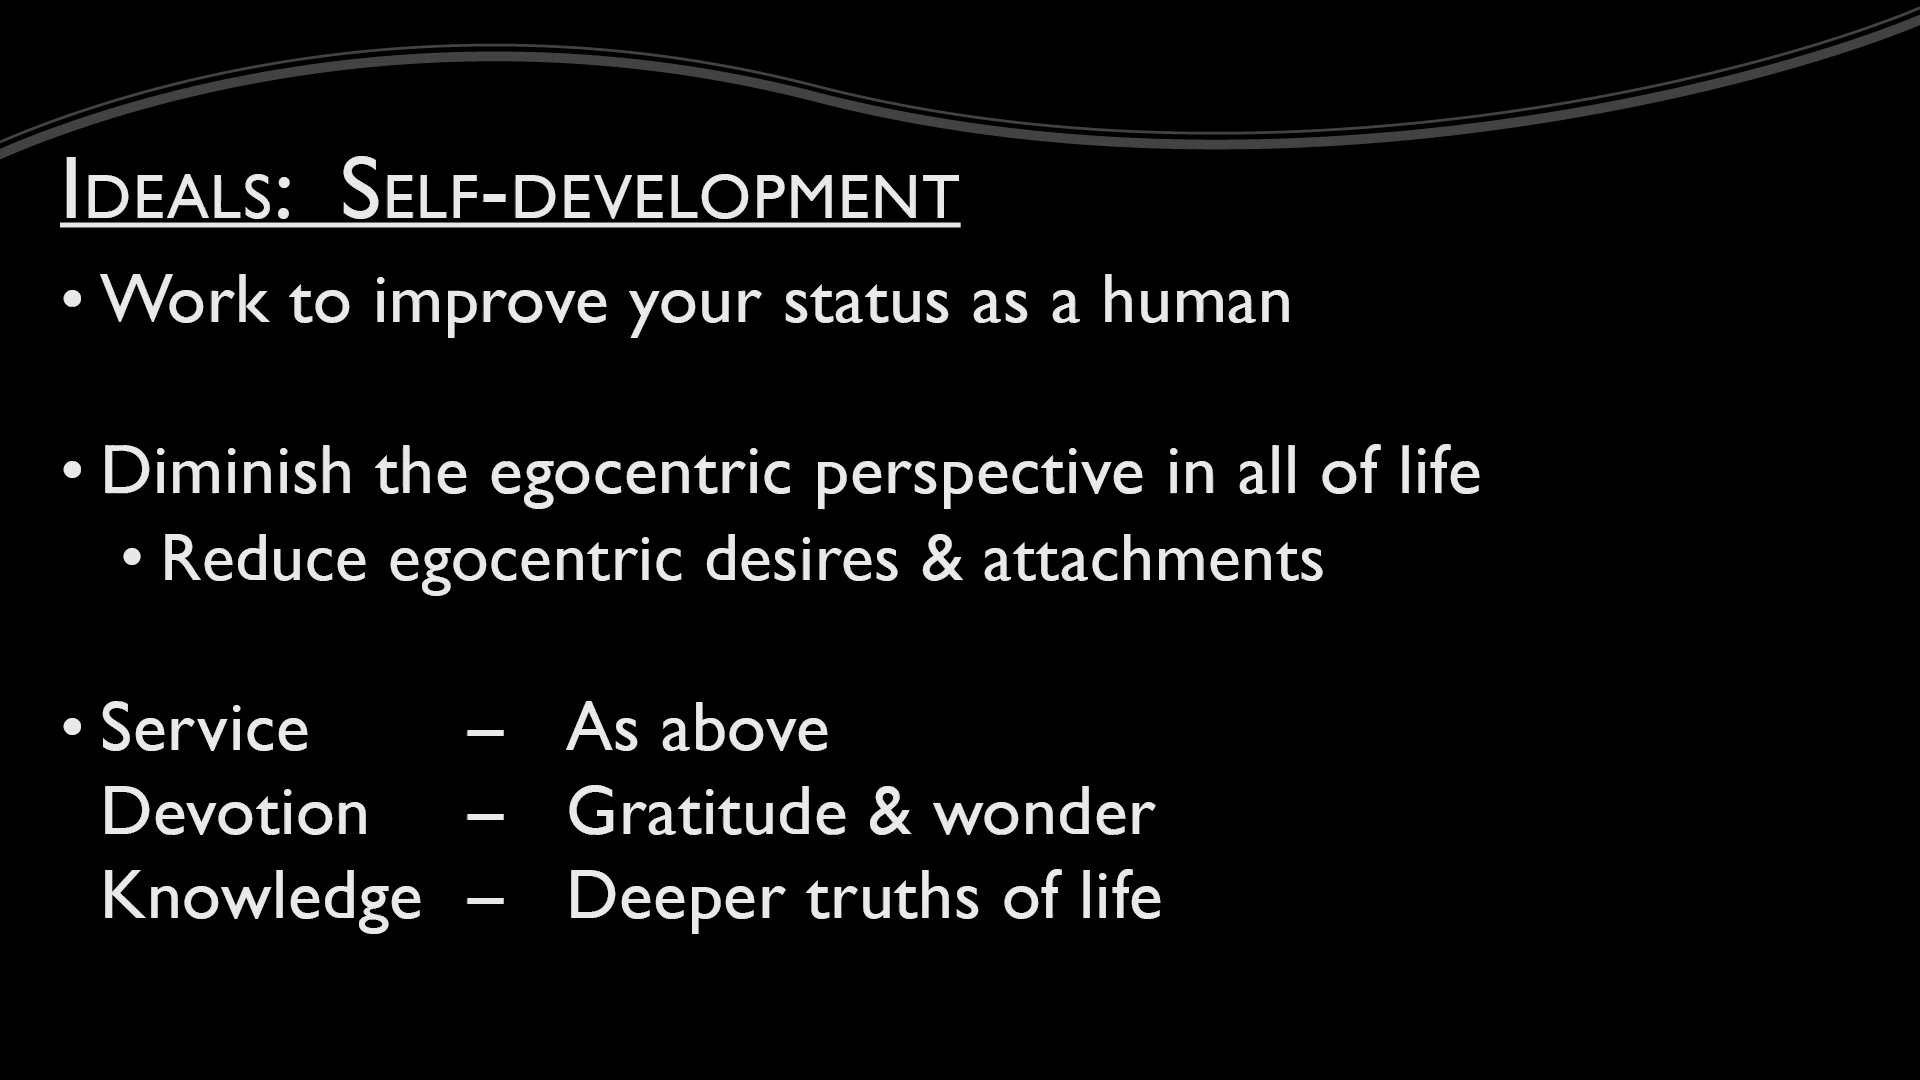 Ideals: Self-development
• Work to improve your status as a human
• Diminish the egocentric perspective in all of life
• Reduce egocentric desires & attachments
• Service – As above
Devotion – Gratitude & wonder
Knowledge – Deeper truths of life